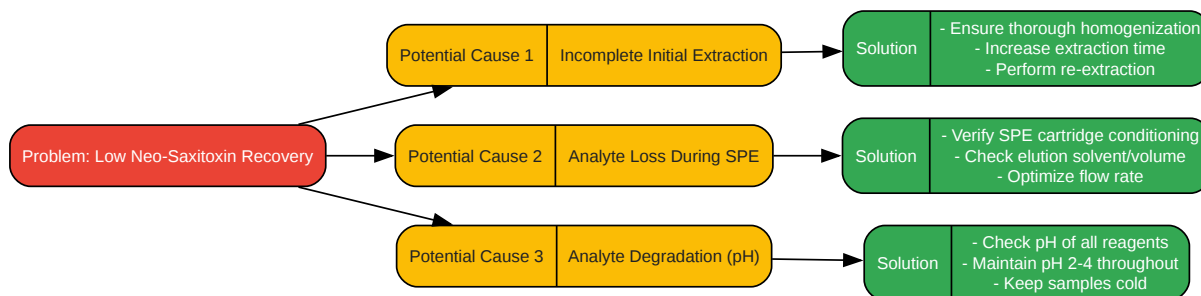 Problem: Low Neo-Saxitoxin Recovery
Potential Cause 1
Incomplete Initial Extraction
Solution
- Ensure thorough homogenization
- Increase extraction time
- Perform re-extraction
Potential Cause 2
Analyte Loss During SPE
Solution
- Verify SPE cartridge conditioning
- Check elution solvent/volume
- Optimize flow rate
Potential Cause 3
Analyte Degradation (pH)
Solution
- Check pH of all reagents
- Maintain pH 2-4 throughout
- Keep samples cold